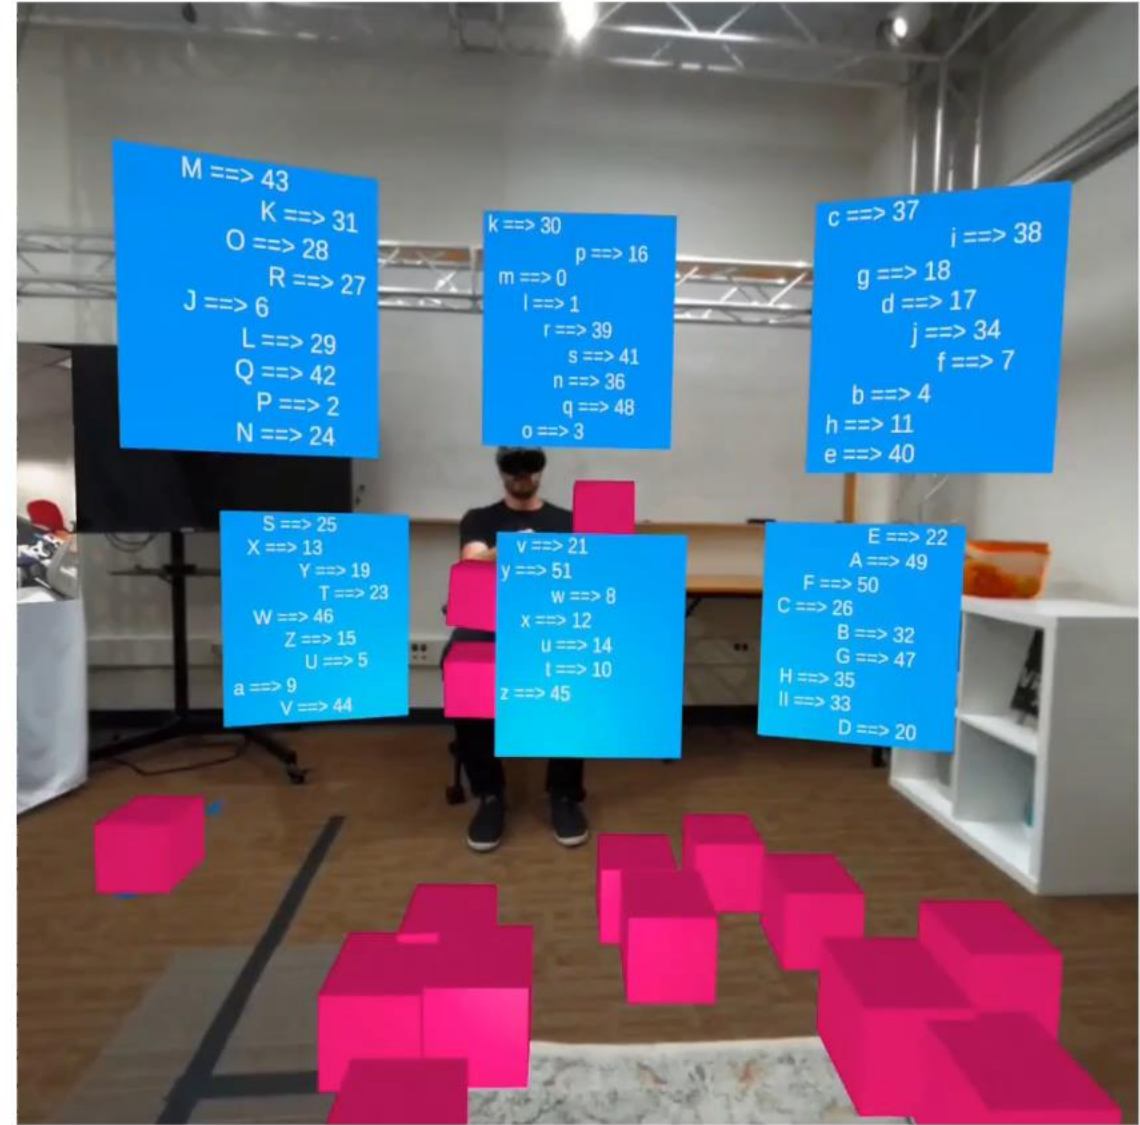 M ==> 43
K ==> 31
O ==> 28
R ==> 27
J ==> 6
L ==> 29
Q ==> 42
P ==> 2
N ==> 24
k ==> 30
p ==> 16
m ==> 0
l ==> 1
r ==> 39
s ==> 41
n ==> 36
q ==> 48
o ==> 3
c ==> 37
i ==> 38
g ==> 18
d ==> 17
j ==> 34
f ==> 7
b ==> 4
h ==> 11
e ==> 40
S ==> 25
X ==> 13
Y ==> 19
T ==> 23
W ==> 46
Z ==> 15
U ==> 5
a ==> 9
V ==> 44
v ==> 21
y ==> 51
w ==> 8
x ==> 12
u ==> 14
t ==> 10
z ==> 45
E ==> 22
A ==> 49
F ==> 50
C ==> 26
B ==> 32
G ==> 47
H ==> 35
II ==> 33
D ==> 20